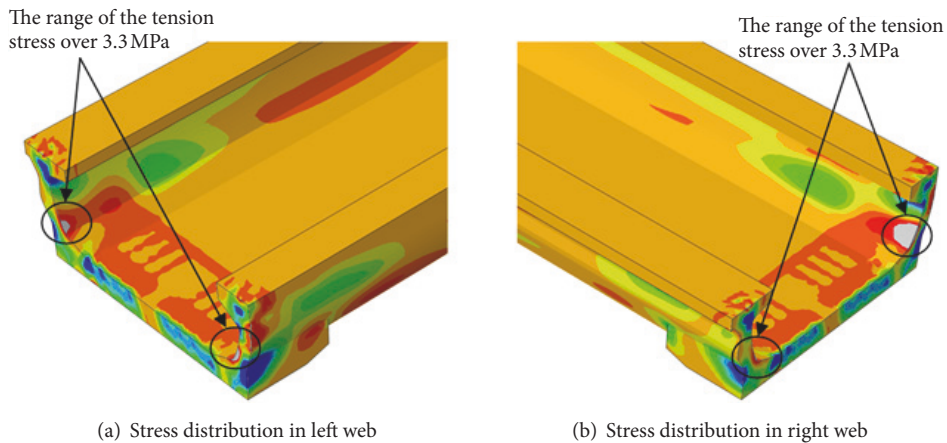 The range of the tension
stress over 3.3 MPa
The range of the tension
stress over 3.3 MPa
(a) Stress distribution in left web
(b) Stress distribution in right web